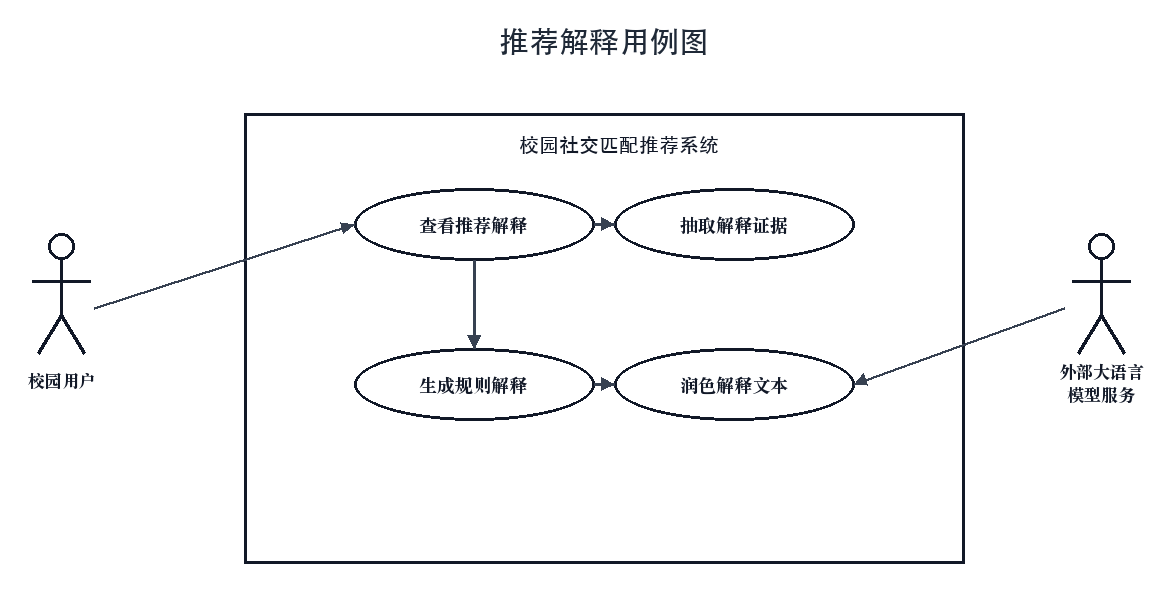 推荐解释用例图
校园社交匹配推荐系统
查看推荐解释
抽取解释证据
校园用户
生成规则解释
润色解释文本
外部大语言
模型服务